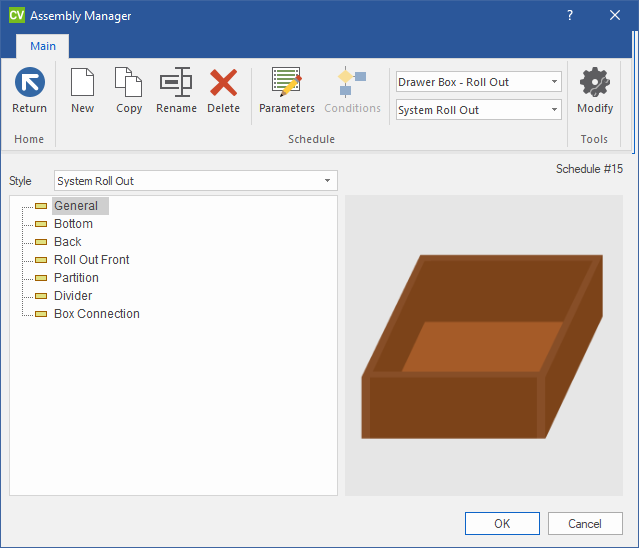 CV Assembly Manager ?
Main
Return New Copy Rename Delete Parameters Conditions Drawer Box - Roll Out System Roll Out Modify
Home Schedule Tools
Schedule #15
Style System Roll Out
General
Bottom
Back
Roll Out Front
Partition
Divider
Box Connection
OK Cancel